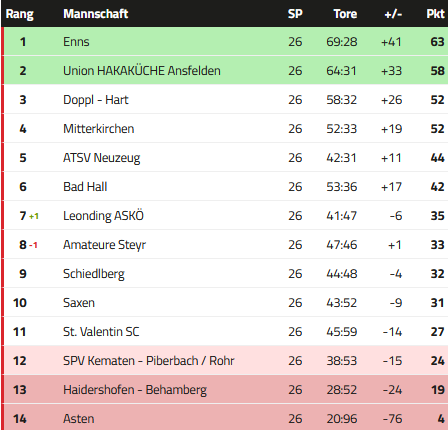 Rang Mannschaft SP Tore +/- Pkt
1 Enns 26 69:28 +41 63
2 Union HAKAKÜCHE Ansfelden 26 64:31 +33 58
3 Doppl - Hart 26 58:32 +26 52
4 Mitterkirchen 26 52:33 +19 52
5 ATSV Neuzeug 26 42:31 +11 44
6 Bad Hall 26 53:36 +17 42
7 +1 Leonding ASKÖ 26 41:47 -6 35
8 -1 Amateure Steyr 26 47:46 +1 33
9 Schiedlberg 26 44:48 -4 32
10 Saxen 26 43:52 -9 31
11 St. Valentin SC 26 45:59 -14 27
12 SPV Kematen - Piberbach / Rohr 26 38:53 -15 24
13 Haidershofen - Behamberg 26 28:52 -24 19
14 Asten 26 20:96 -76 4